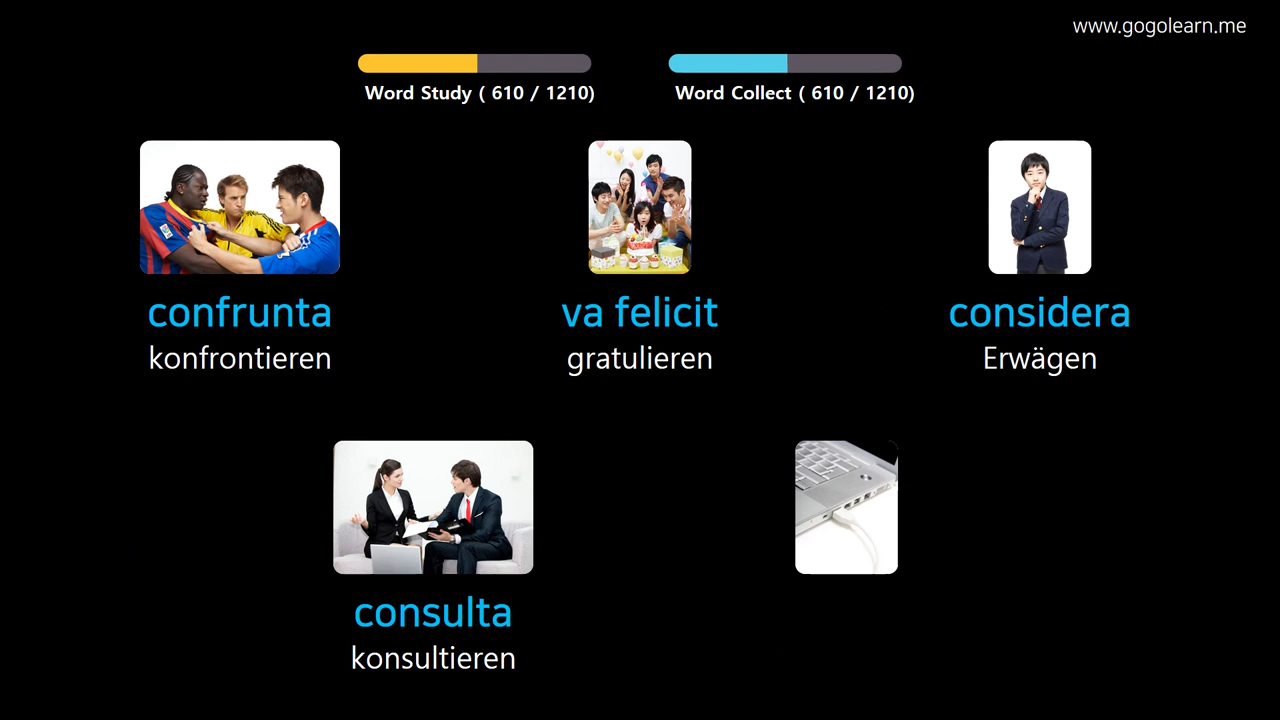 www.gogolearn.me
Word Study ( 610 / 1210)
Word Collect ( 610 / 1210)
confrunta
konfrontieren
va felicit
gratulieren
considera
Erwägen
consulta
konsultieren